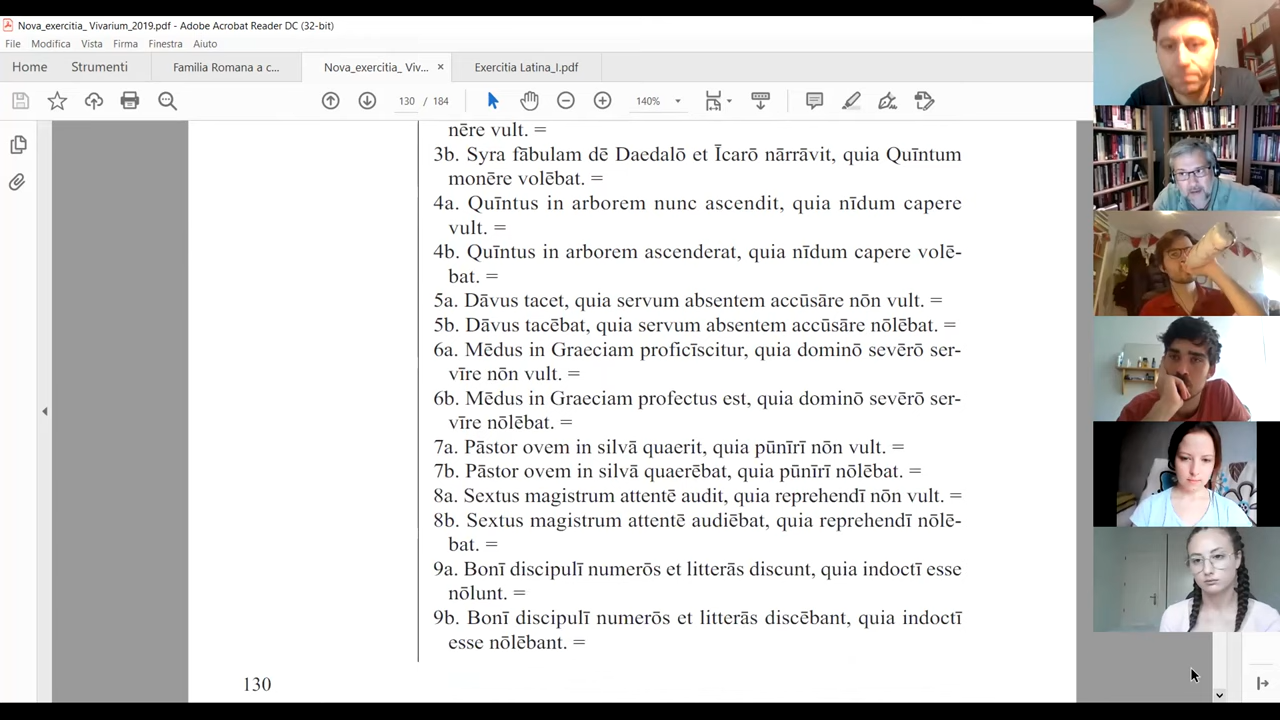 Nova_exercitia_ Vivarium_2019.pdf - Adobe Acrobat Reader DC (32-bit)
File Modifica Vista Firma Finestra Aiuto
Home Strumenti Familia Romana a c... Nova_exercitia_ Viv... × Exercitia Latina_I.pdf
130 / 184 140%
nēre vult. =
3b. Syra fābulam dē Daedalō et Īcarō nārrāvit, quia Quīntum
monēre volēbat. =
4a. Quīntus in arborem nunc ascendit, quia nīdum capere
vult. =
4b. Quīntus in arborem ascenderat, quia nīdum capere volē-
bat. =
5a. Dāvus tacet, quia servum absentem accūsāre nōn vult. =
5b. Dāvus tacēbat, quia servum absentem accūsāre nōlēbat. =
6a. Mēdus in Graeciam proficīscitur, quia dominō sevērō ser-
vīre nōn vult. =
6b. Mēdus in Graeciam profectus est, quia dominō sevērō ser-
vīre nōlēbat. =
7a. Pāstor ovem in silvā quaerit, quia pūnīrī nōn vult. =
7b. Pāstor ovem in silvā quaerēbat, quia pūnīrī nōlēbat. =
8a. Sextus magistrum attentē audit, quia reprehendī nōn vult. =
8b. Sextus magistrum attentē audiēbat, quia reprehendī nōlē-
bat. =
9a. Bonī discipulī numerōs et litterās discunt, quia indoctī esse
nōlunt. =
9b. Bonī discipulī numerōs et litterās discēbant, quia indoctī
esse nōlēbant. =
130